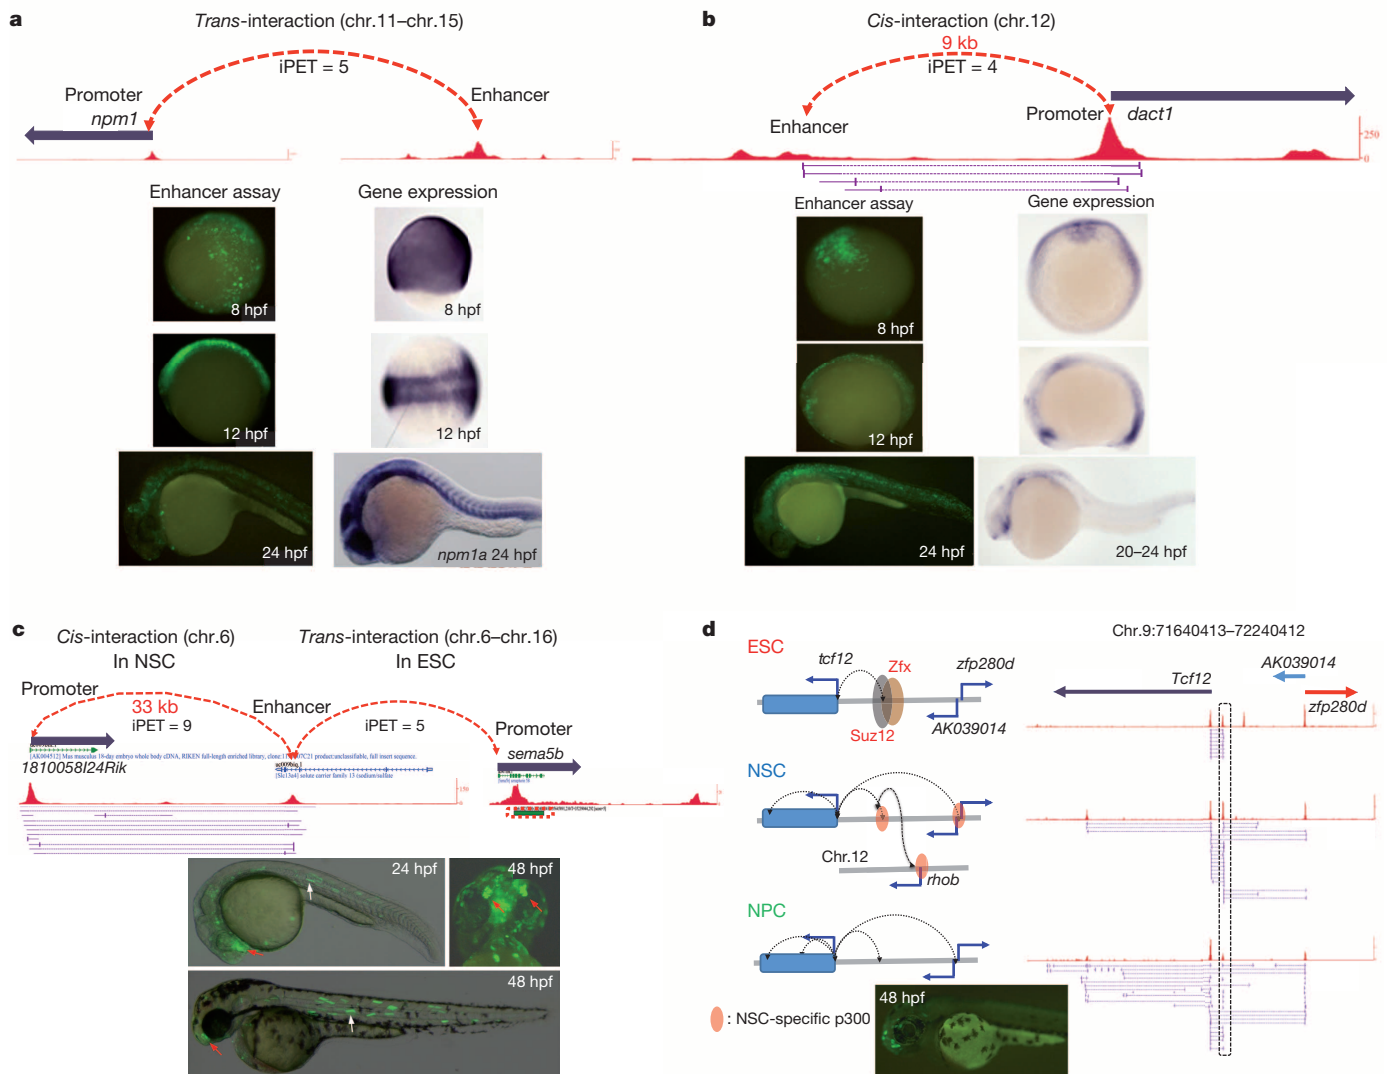 a
Trans-interaction (chr.11–chr.15)
iPET = 5
Promoter
npm1
Enhancer
Enhancer assay
Gene expression
8 hpf
8 hpf
12 hpf
12 hpf
24 hpf
npm1a 24 hpf
b
Cis-interaction (chr.12)
9 kb
iPET = 4
Enhancer
Promoter
dact1
250
0
Enhancer assay
Gene expression
8 hpf
12 hpf
24 hpf
20–24 hpf
c
Cis-interaction (chr.6)
In NSC
Trans-interaction (chr.6–chr.16)
In ESC
Promoter
33 kb
iPET = 9
Enhancer
iPET = 5
Promoter
sema5b
1810058I24Rik
150
24 hpf
48 hpf
48 hpf
d
Chr.9:71640413–72240412
ESC
tcf12
Zfx
zfp280d
Suz12
AK039014
Tcf12
AK039014
zfp280d
NSC
Chr.12
rhob
NPC
: NSC-specific p300
48 hpf